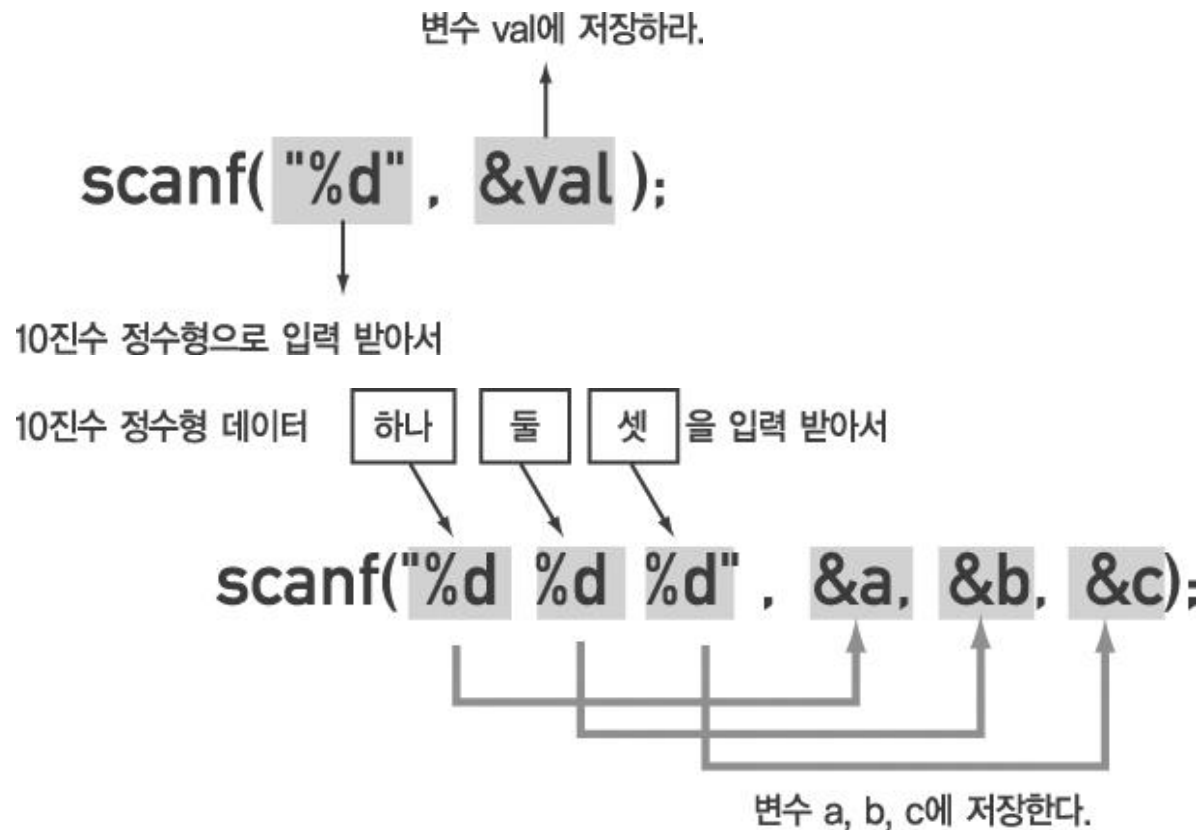 변수 val에 저장하라.
scanf( "%d" , &val );
10진수 정수형으로 입력 받아서
10진수 정수형 데이터 하나 둘 셋 을 입력 받아서
scanf("%d %d %d" , &a, &b, &c);
변수 a, b, c에 저장한다.